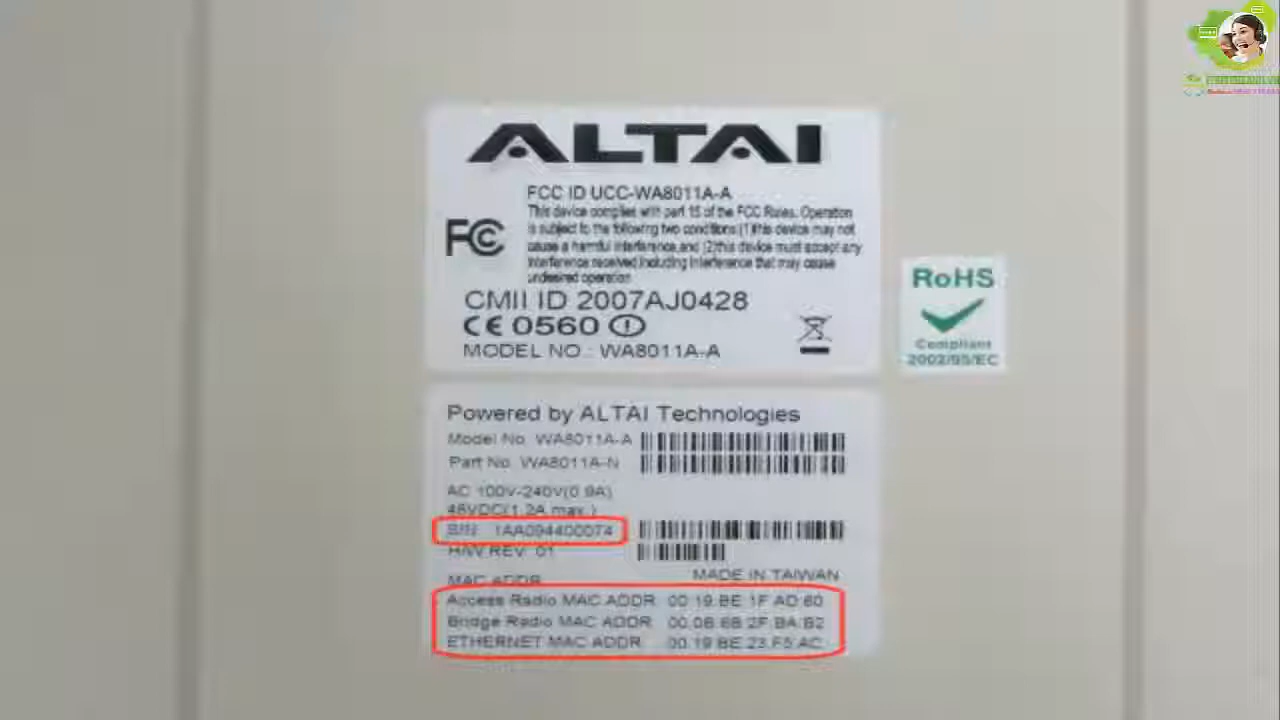 ALTAI
FCC ID UCC-WA8011A-A
This device complies with part 15 of the FCC Rules. Operation
is subject to the following two conditions (1)this device may not
cause a harmful interference,and (2)this device must accept any
interference received,including interference that may cause
undesired operation
FC
CMII ID 2007AJ0428
CE 0560
MODEL NO.: WA8011A-A
RoHS
Compliant
2002/95/EC
Powered by ALTAI Technologies
Model No. WA8011A-A
Part No. WA8011A-N
AC 100V-240V(0.9A)
48VDC(1.2A max.)
S/N: 1AA094400074
H/W REV: 01
MADE IN TAIWAN
MAC ADDR
Access Radio MAC ADDR 00.19.BE.1F.AD.60
Bridge Radio MAC ADDR 00.0B.6B.2F.BA.B2
ETHERNET MAC ADDR 00.19.BE.23.F5.AC